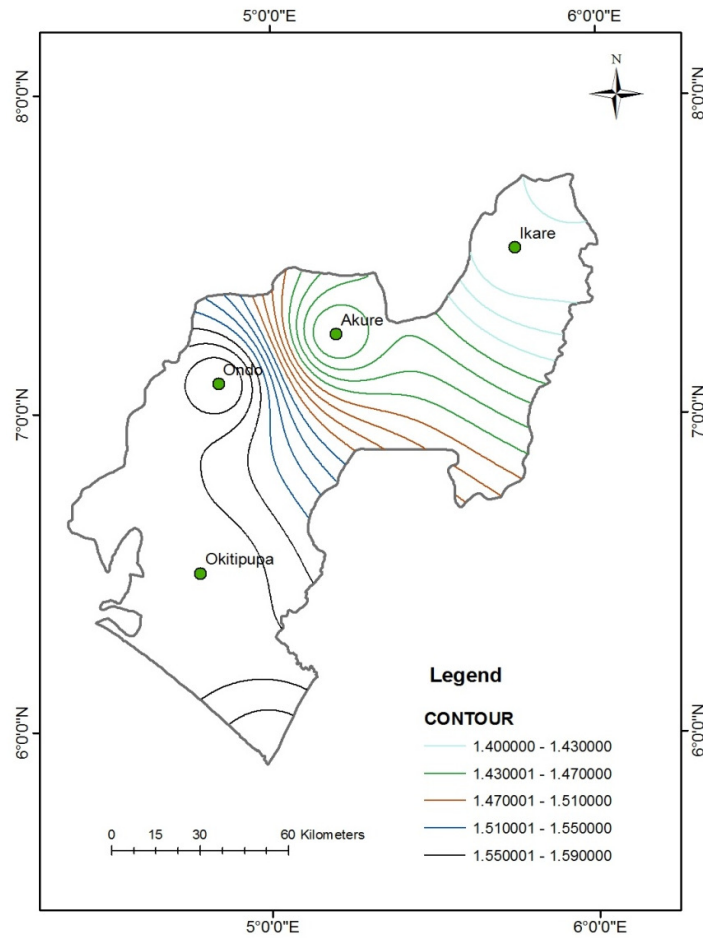 5°0'0"E 6°0'0"E
N
8°0'0"N 8°0'0"N
Ikare
Akure
Ondo
7°0'0"N 7°0'0"N
Okitipupa
Legend
6°0'0"N 6°0'0"N
CONTOUR
1.400000 - 1.430000
1.430001 - 1.470000
1.470001 - 1.510000
1.510001 - 1.550000
1.550001 - 1.590000
0 15 30 60 Kilometers
5°0'0"E 6°0'0"E